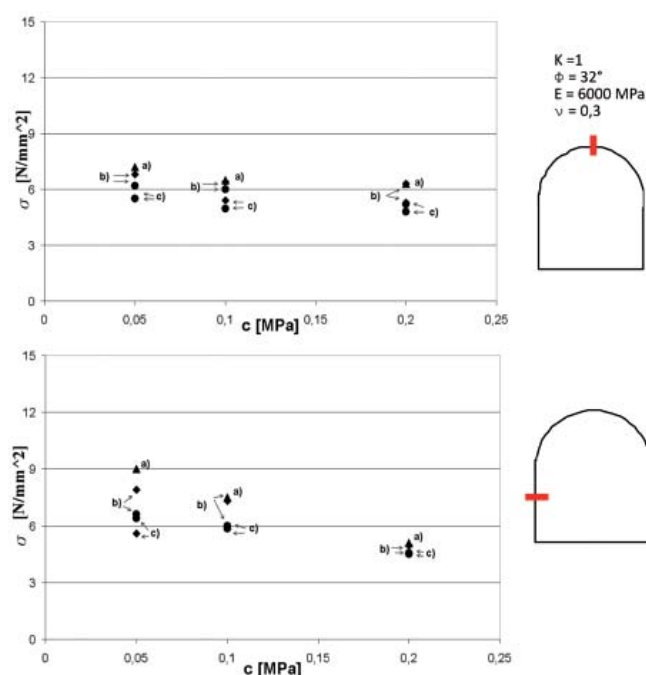 15
12
9
6
3
0
σ [N/mm^2]
a)
b)
c)
a)
b)
c)
a)
b)
c)
0
0,05
0,1
0,15
0,2
0,25
c [MPa]
K =1
Φ = 32°
E = 6000 MPa
ν = 0,3
15
12
9
6
3
0
σ [N/mm^2]
a)
b)
c)
a)
b)
c)
a)
b)
c)
0
0,05
0,1
0,15
0,2
0,25
c [MPa]